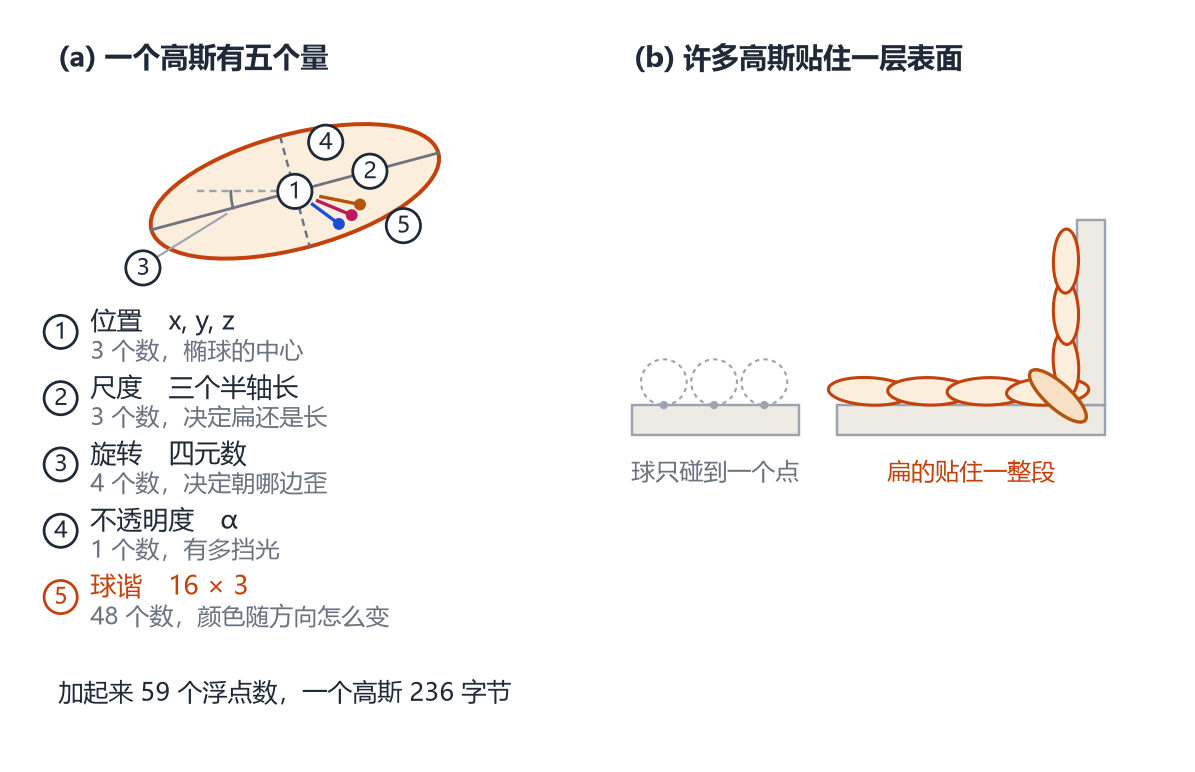 (a) 一个高斯有五个量
4
2
1
5
3
1 位置 x, y, z
3 个数，椭球的中心
2 尺度 三个半轴长
3 个数，决定扁还是长
3 旋转 四元数
4 个数，决定朝哪边歪
4 不透明度 α
1 个数，有多挡光
5 球谐 16 × 3
48 个数，颜色随方向怎么变
加起来 59 个浮点数，一个高斯 236 字节
(b) 许多高斯贴住一层表面
球只碰到一个点
扁的贴住一整段